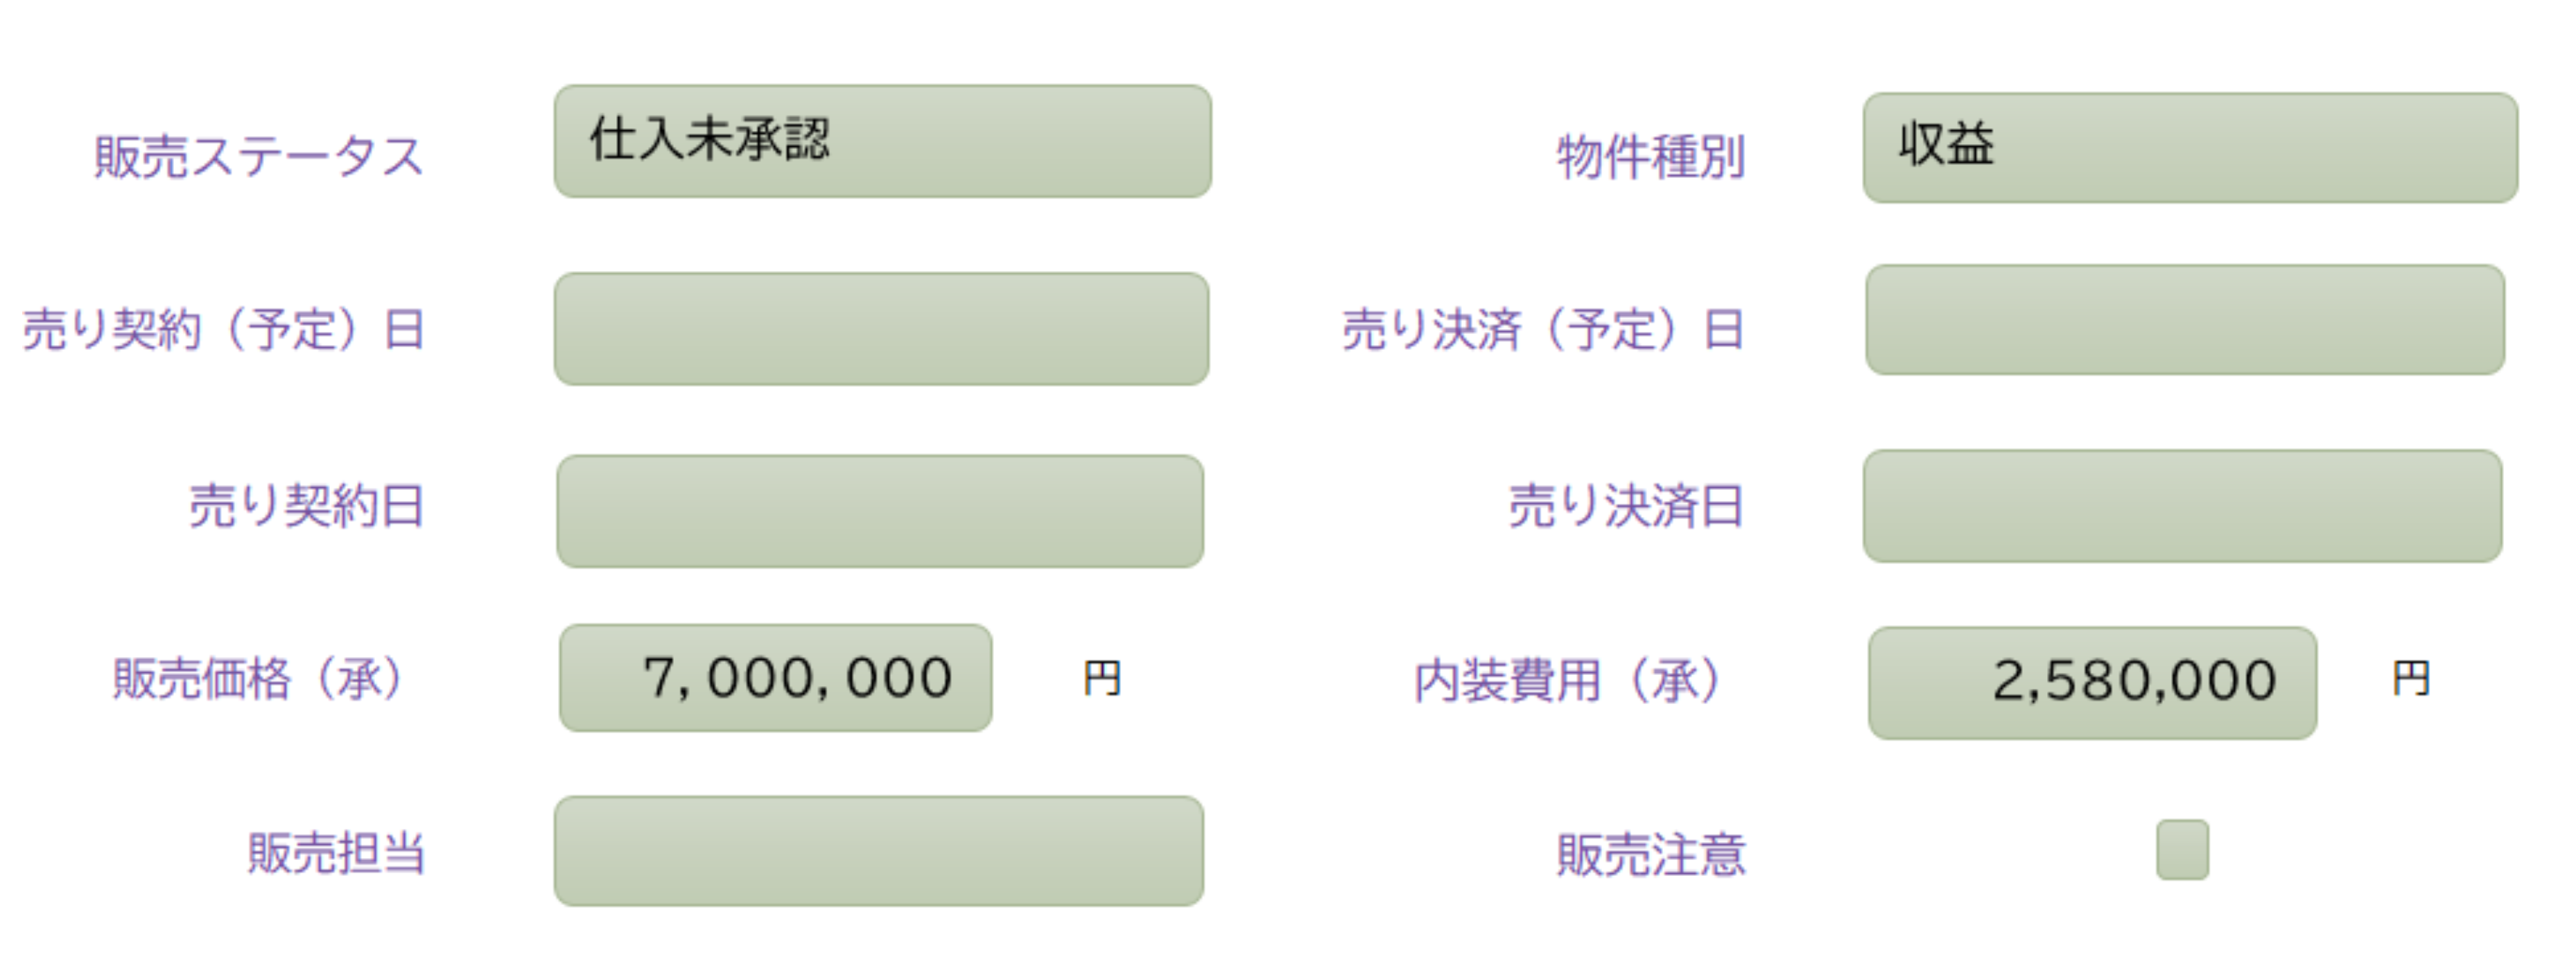 販売ステータス 仕入未承認 物件種別 収益
売り契約（予定）日 売り決済（予定）日
売り契約日 売り決済日
販売価格（承） 7,000,000 円 内装費用（承） 2,580,000 円
販売担当 販売注意